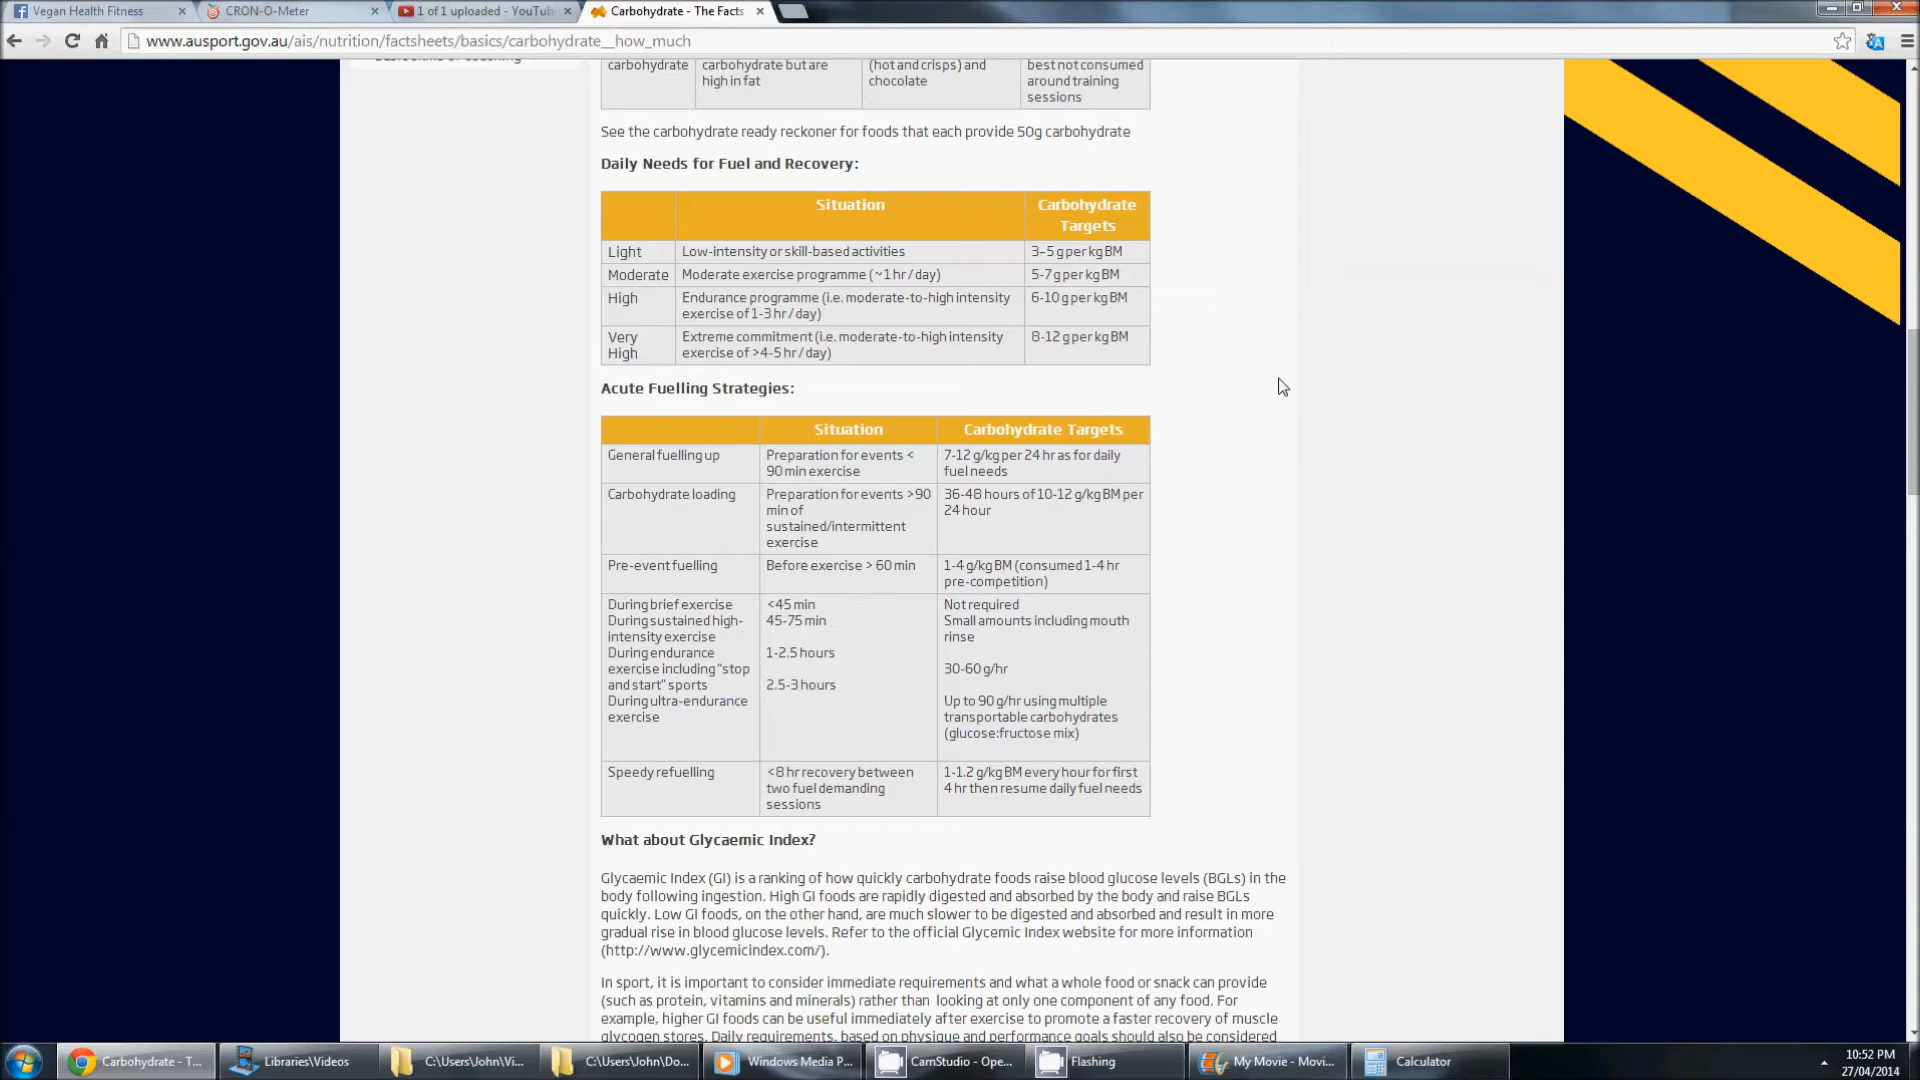 Vegan Health Fitness
CRON-O-Meter
1 of 1 uploaded - YouTub
Carbohydrate - The Facts
www.ausport.gov.au/ais/nutrition/factsheets/basics/carbohydrate__how_much
carbohydrate
carbohydrate but are
high in fat
(hot and crisps) and
chocolate
best not consumed
around training
sessions
See the carbohydrate ready reckoner for foods that each provide 50g carbohydrate
Daily Needs for Fuel and Recovery:
Situation
Carbohydrate
Targets
Light
Low-intensity or skill-based activities
3–5 g per kg BM
Moderate
Moderate exercise programme (~1 hr / day)
5-7 g per kg BM
High
Endurance programme (i.e. moderate-to-high intensity
exercise of 1-3 hr / day)
6-10 g per kg BM
Very
High
Extreme commitment (i.e. moderate-to-high intensity
exercise of >4-5 hr / day)
8-12 g per kg BM
Acute Fuelling Strategies:
Situation
Carbohydrate Targets
General fuelling up
Preparation for events <
90 min exercise
7-12 g/kg per 24 hr as for daily
fuel needs
Carbohydrate loading
Preparation for events >90
min of
sustained/intermittent
exercise
36-48 hours of 10-12 g/kg BM per
24 hour
Pre-event fuelling
Before exercise > 60 min
1-4 g/kg BM (consumed 1-4 hr
pre-competition)
During brief exercise
During sustained high-
intensity exercise
During endurance
exercise including “stop
and start” sports
During ultra-endurance
exercise
<45 min
45-75 min
1-2.5 hours
2.5-3 hours
Not required
Small amounts including mouth
rinse
30-60 g/hr
Up to 90 g/hr using multiple
transportable carbohydrates
(glucose:fructose mix)
Speedy refuelling
<8 hr recovery between
two fuel demanding
sessions
1-1.2 g/kg BM every hour for first
4 hr then resume daily fuel needs
What about Glycaemic Index?
Glycaemic Index (GI) is a ranking of how quickly carbohydrate foods raise blood glucose levels (BGLs) in the
body following ingestion. High GI foods are rapidly digested and absorbed by the body and raise BGLs
quickly. Low GI foods, on the other hand, are much slower to be digested and absorbed and result in more
gradual rise in blood glucose levels. Refer to the official Glycemic Index website for more information
(http://www.glycemicindex.com/).
In sport, it is important to consider immediate requirements and what a whole food or snack can provide
(such as protein, vitamins and minerals) rather than looking at only one component of any food. For
example, higher GI foods can be useful immediately after exercise to promote a faster recovery of muscle
glycogen stores. Daily requirements, based on physique and performance goals should also be considered
Carbohydrate - T...
Libraries\Videos
C:\Users\John\Vi...
C:\Users\John\Do...
Windows Media P...
CamStudio - Ope...
Flashing
My Movie - Movi...
Calculator
10:52 PM
27/04/2014